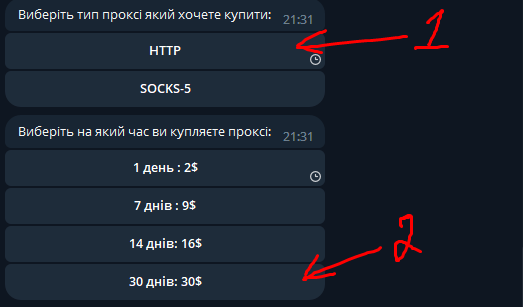 Виберіть тип проксі який хочете купити: 21:31
HTTP
1
SOCKS-5
Виберіть на який час ви купляєте проксі: 21:31
1 день : 2$
7 днів : 9$
14 днів: 16$
2
30 днів: 30$